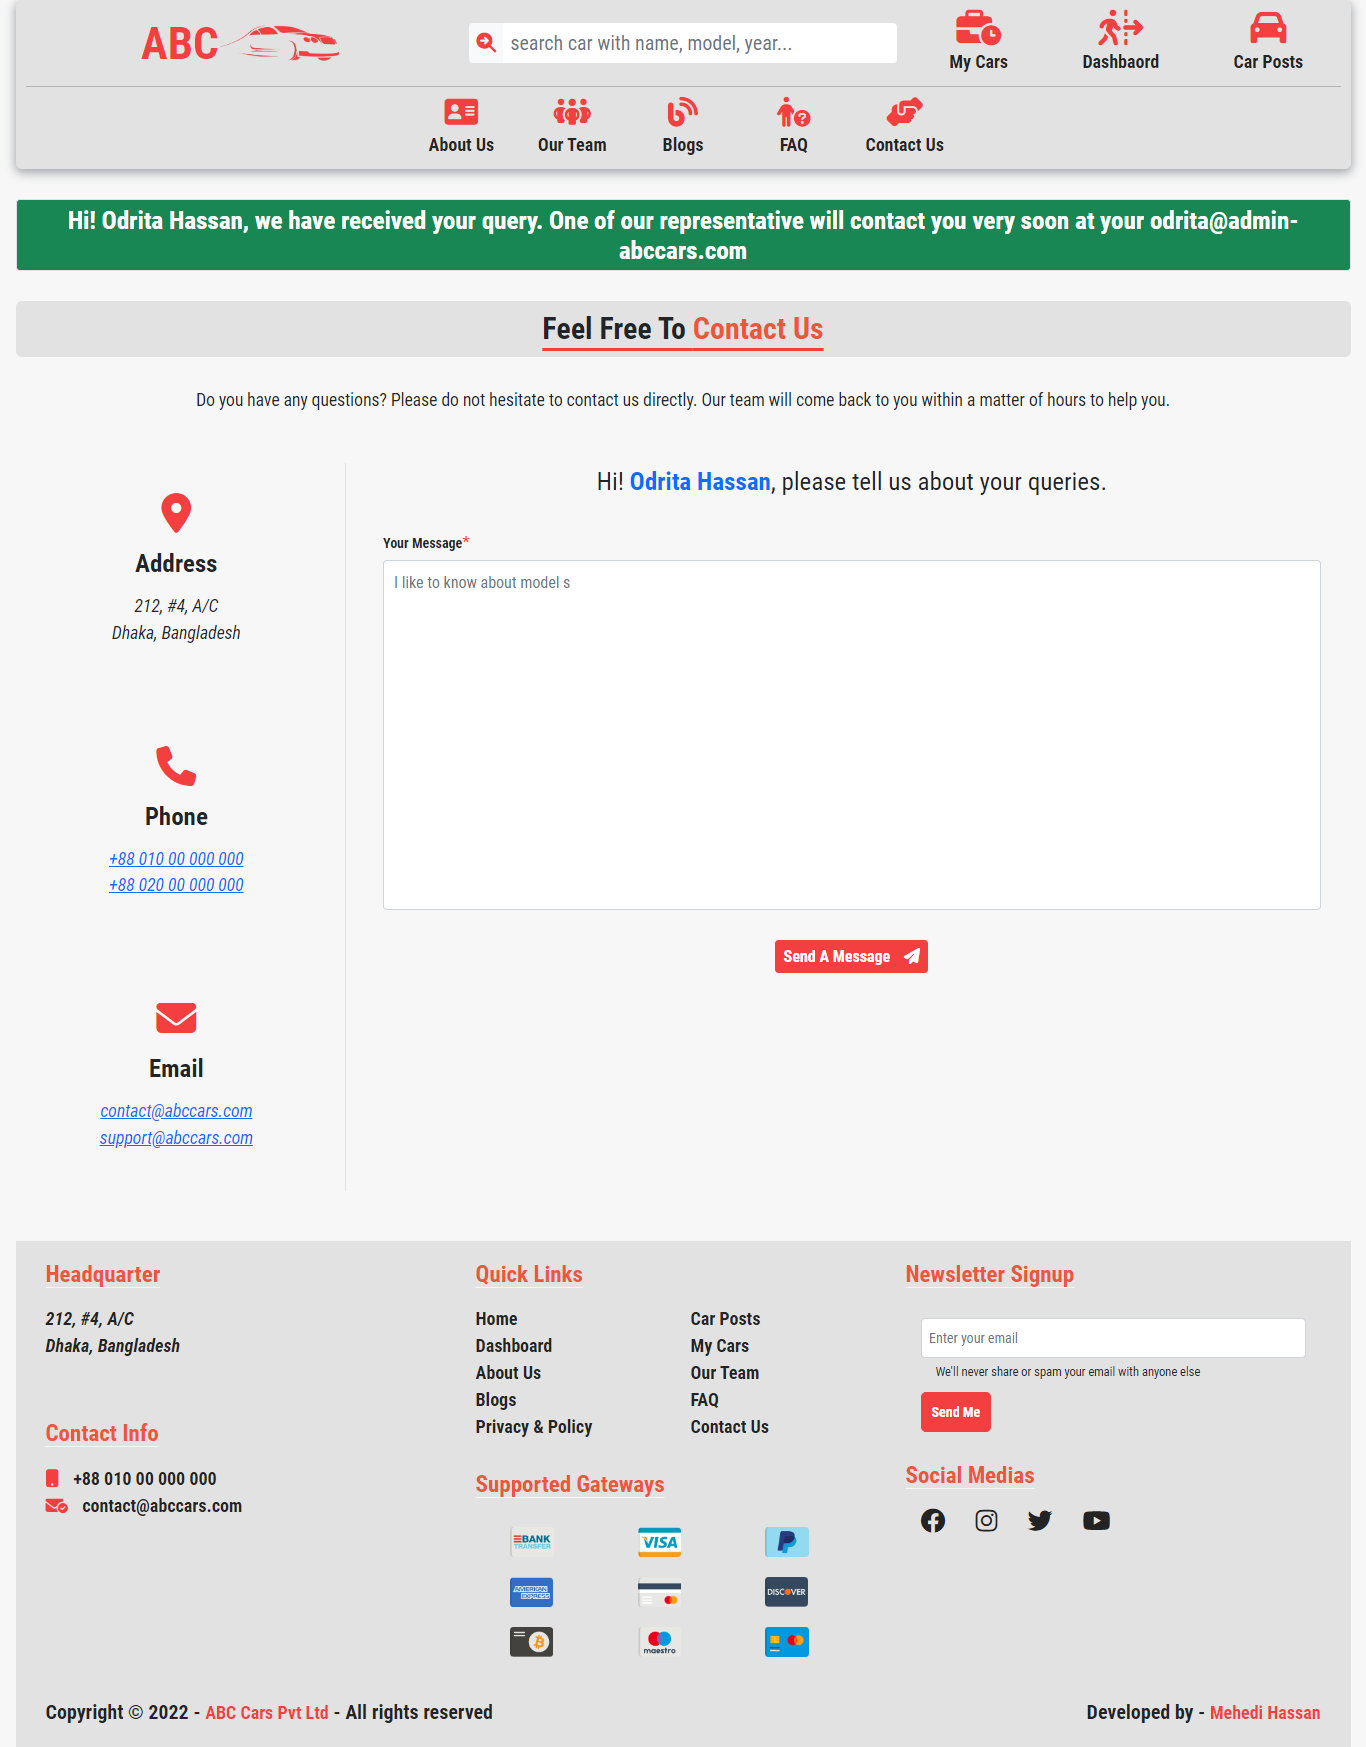 ABC
search car with name, model, year...
My Cars
Dashbaord
Car Posts
About Us
Our Team
Blogs
FAQ
Contact Us
Hi! Odrita Hassan, we have received your query. One of our representative will contact you very soon at your odrita@admin-
abccars.com
Feel Free To Contact Us
Do you have any questions? Please do not hesitate to contact us directly. Our team will come back to you within a matter of hours to help you.
Address
212, #4, A/C
Dhaka, Bangladesh
Phone
+88 010 00 000 000
+88 020 00 000 000
Email
contact@abccars.com
support@abccars.com
Hi! Odrita Hassan, please tell us about your queries.
Your Message*
I like to know about model s
Send A Message
Headquarter
212, #4, A/C
Dhaka, Bangladesh
Contact Info
+88 010 00 000 000
contact@abccars.com
Quick Links
Home
Dashboard
About Us
Blogs
Privacy & Policy
Car Posts
My Cars
Our Team
FAQ
Contact Us
Supported Gateways
BANK
TRANSFER
VISA
AMERICAN
EXPRESS
DISCOVER
maestro
Newsletter Signup
Enter your email
We'll never share or spam your email with anyone else
Send Me
Social Medias
Copyright © 2022 - ABC Cars Pvt Ltd - All rights reserved
Developed by - Mehedi Hassan